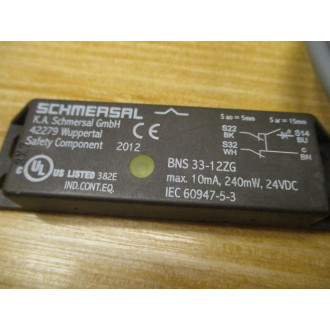 SCHMERSAL
K.A. Schmersal GmbH
42279 Wuppertal
Safety Component 2012
CE
S ao = 5mm S ar = 15mm
S22
BK
S14
BU
S32
WH
C
BN
BNS 33-12ZG
max. 10mA, 240mW, 24VDC
IEC 60947-5-3
c UL US LISTED 382E
IND.CONT.EQ.